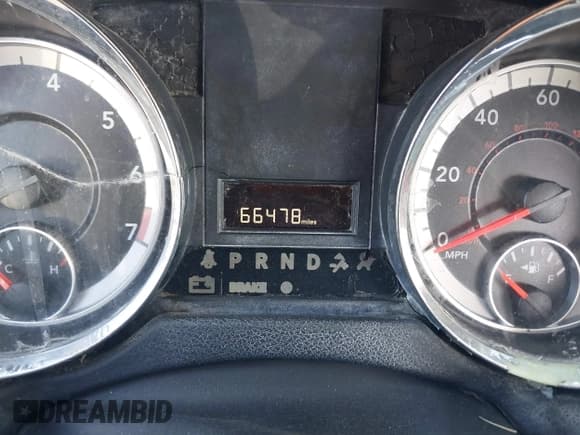 4
5
6
7
C H
66478 miles
P R N D
BRAKE
60
40
20
0
MPH
F
DREAMBID